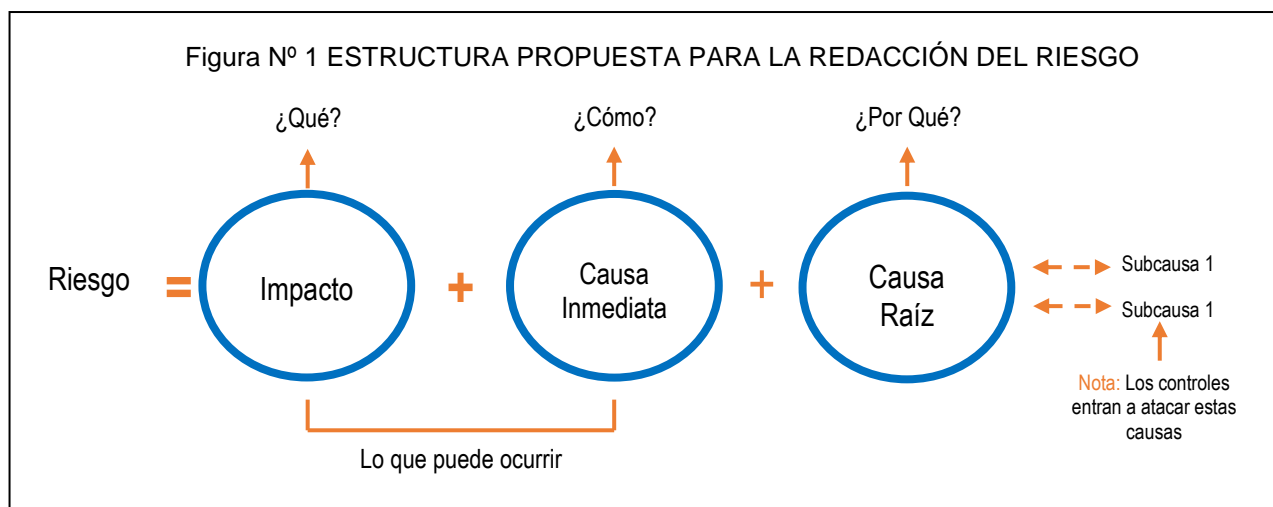 Figura Nº 1 ESTRUCTURA PROPUESTA PARA LA REDACCIÓN DEL RIESGO
¿Qué?
¿Cómo?
¿Por Qué?
Riesgo
=
Impacto
+
Causa
Inmediata
+
Causa
Raíz
Subcausa 1
Subcausa 1
Nota: Los controles
entran a atacar estas
causas
Lo que puede ocurrir